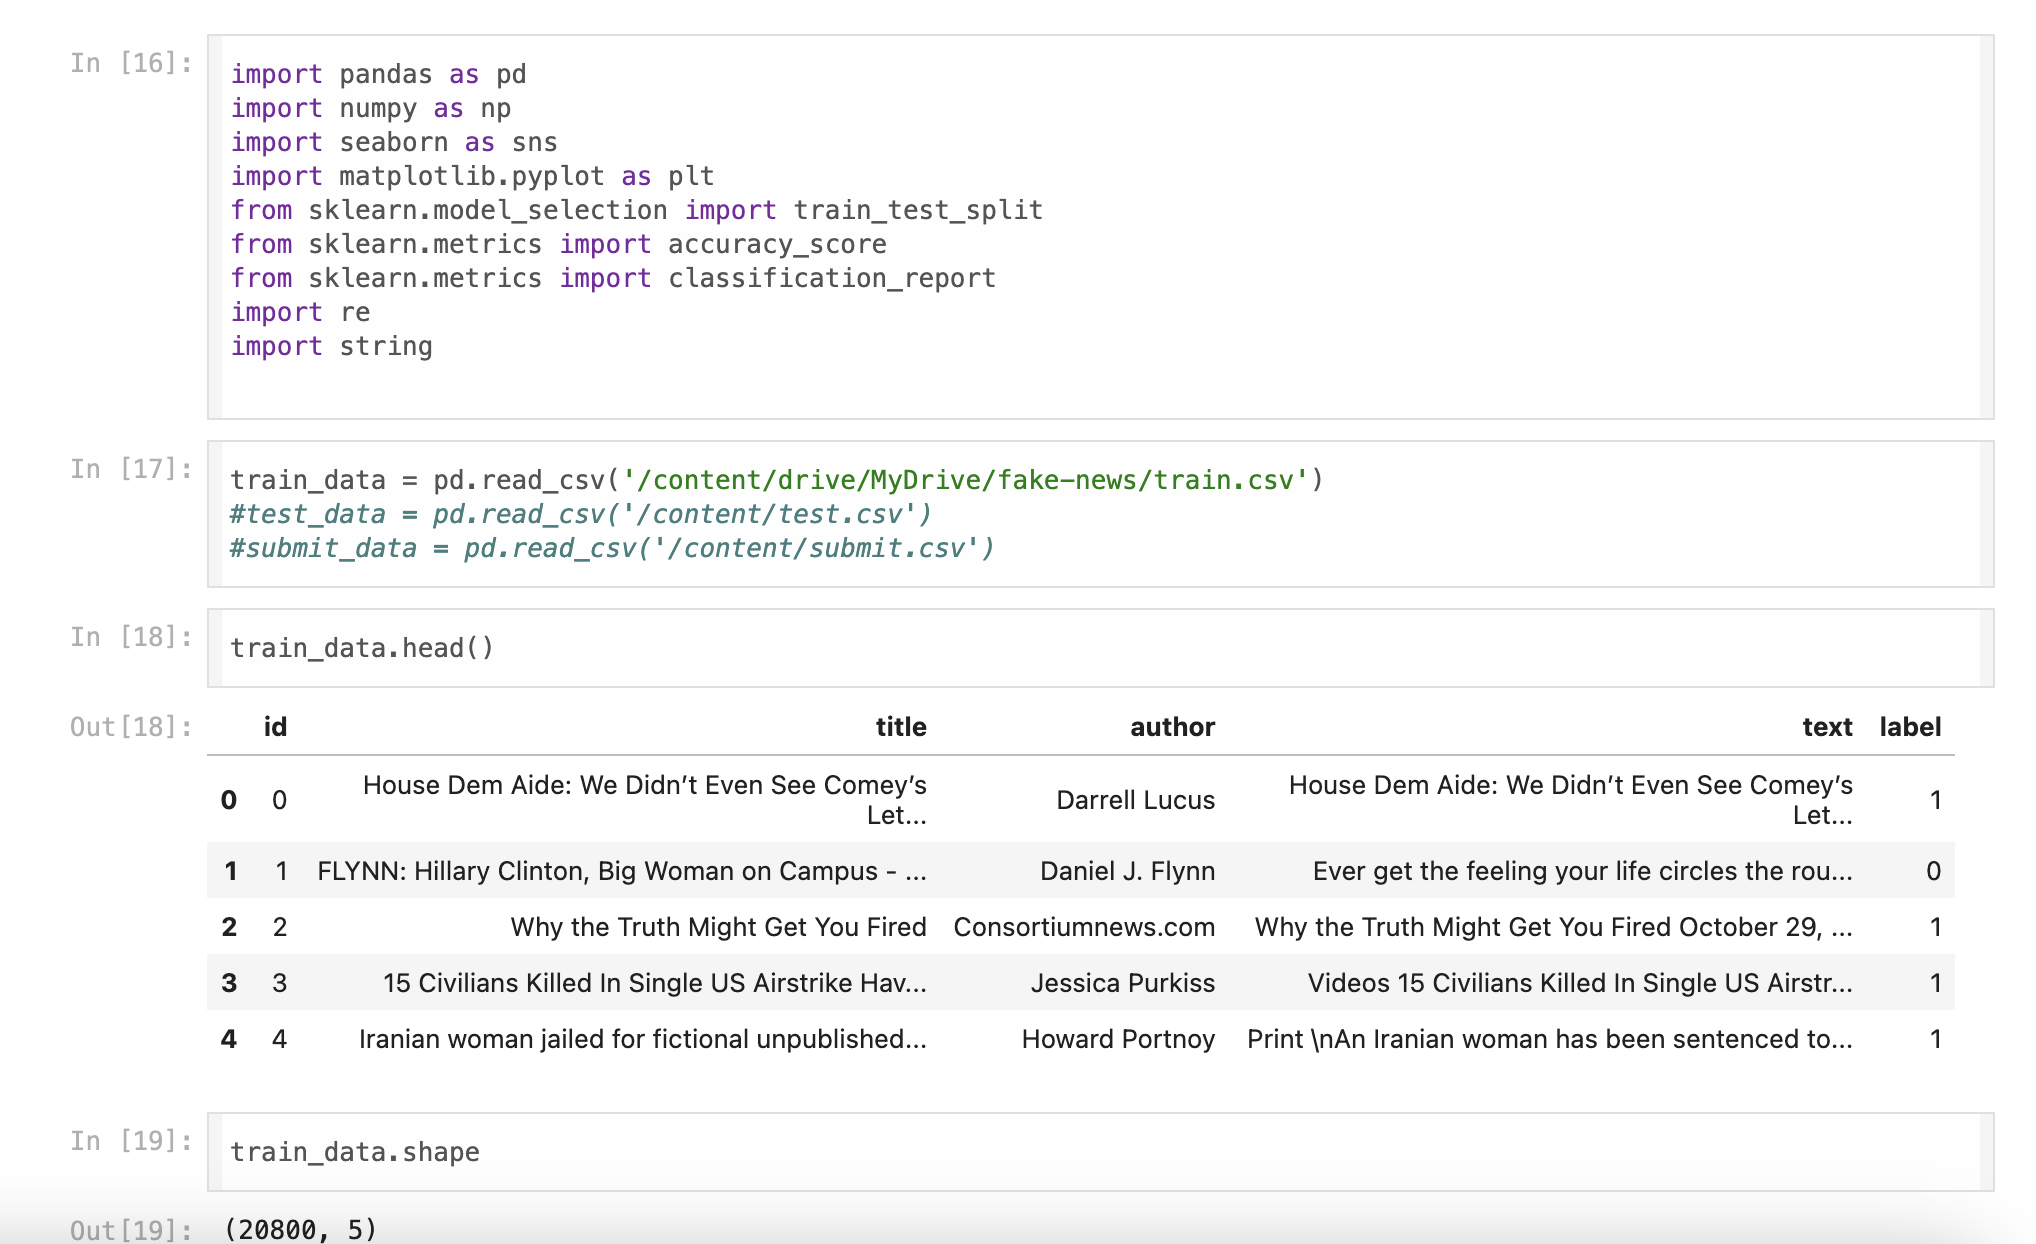 In [16]:
import pandas as pd
import numpy as np
import seaborn as sns
import matplotlib.pyplot as plt
from sklearn.model_selection import train_test_split
from sklearn.metrics import accuracy_score
from sklearn.metrics import classification_report
import re
import string
In [17]:
train_data = pd.read_csv('/content/drive/MyDrive/fake-news/train.csv')
#test_data = pd.read_csv('/content/test.csv')
#submit_data = pd.read_csv('/content/submit.csv')
In [18]:
train_data.head()
Out[18]:
id title author text label
0 0 House Dem Aide: We Didn’t Even See Comey’s Let... Darrell Lucus House Dem Aide: We Didn’t Even See Comey’s Let... 1
1 1 FLYNN: Hillary Clinton, Big Woman on Campus - ... Daniel J. Flynn Ever get the feeling your life circles the rou... 0
2 2 Why the Truth Might Get You Fired Consortiumnews.com Why the Truth Might Get You Fired October 29, ... 1
3 3 15 Civilians Killed In Single US Airstrike Hav... Jessica Purkiss Videos 15 Civilians Killed In Single US Airstr... 1
4 4 Iranian woman jailed for fictional unpublished... Howard Portnoy Print \nAn Iranian woman has been sentenced to... 1
In [19]:
train_data.shape
Out[19]: (20800, 5)